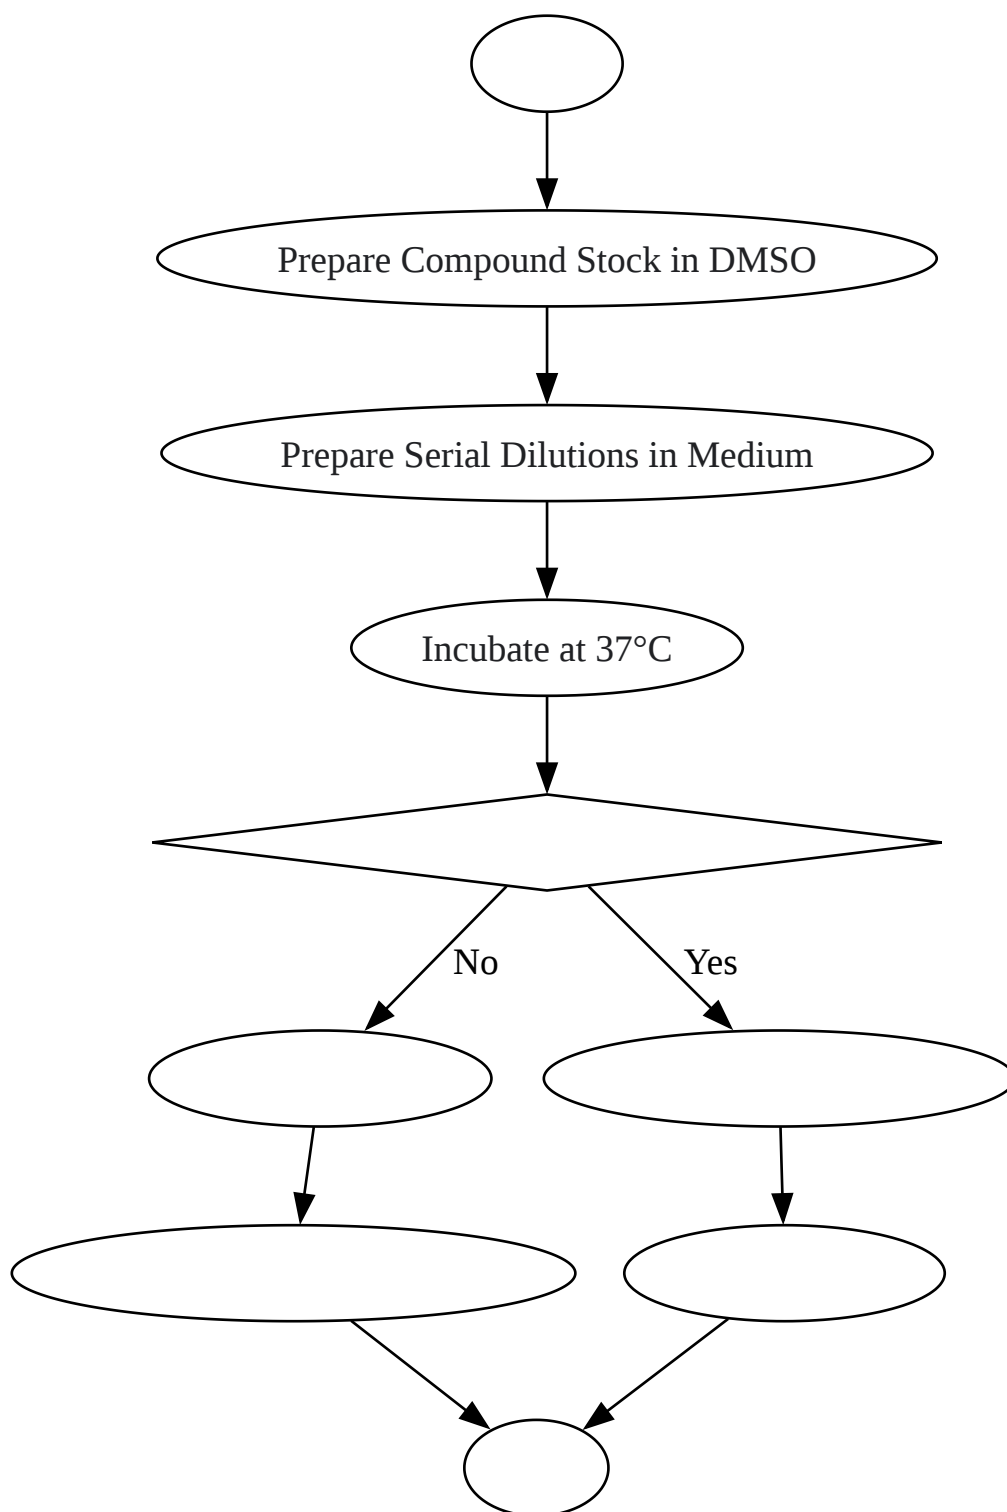 Prepare Compound Stock in DMSO
Prepare Serial Dilutions in Medium
Incubate at 37°C
No
Yes